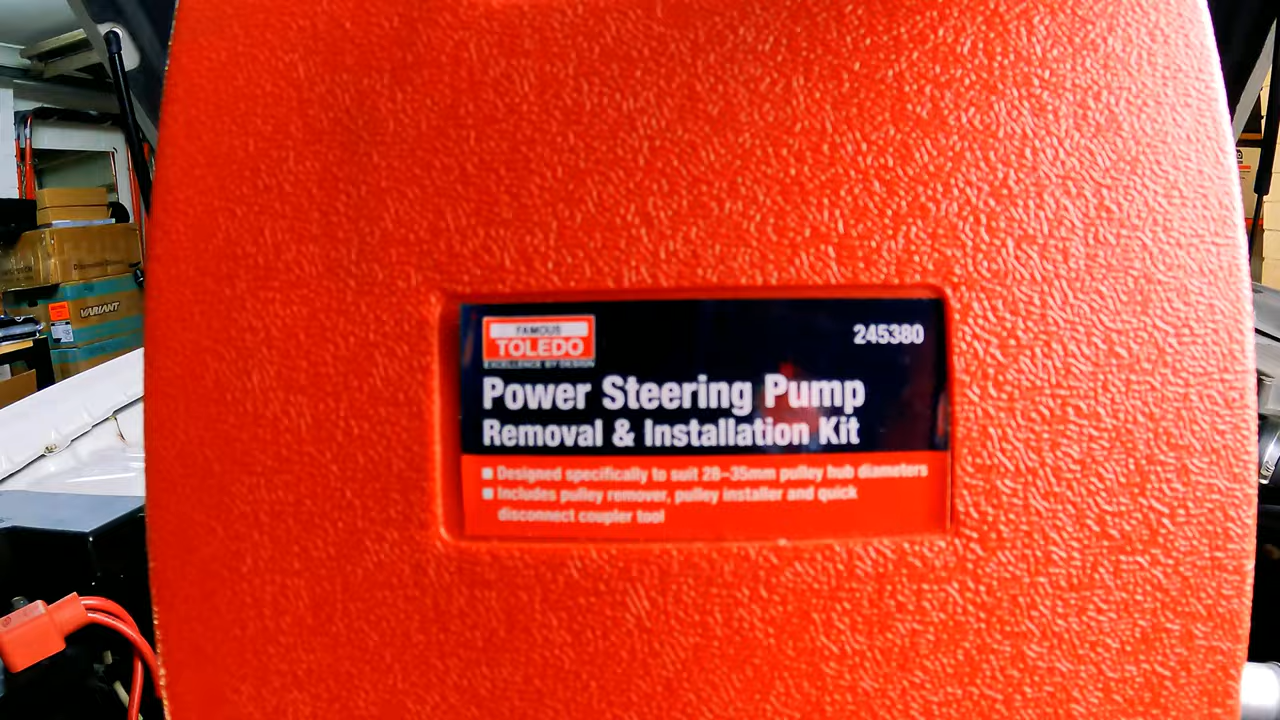 FAMOUS
TOLEDO
EXCELLENCE BY DESIGN
245380
Power Steering Pump
Removal & Installation Kit
Designed specifically to suit 28–35mm pulley hub diameters
Includes pulley remover, pulley installer and quick
disconnect coupler tool
VARIANT